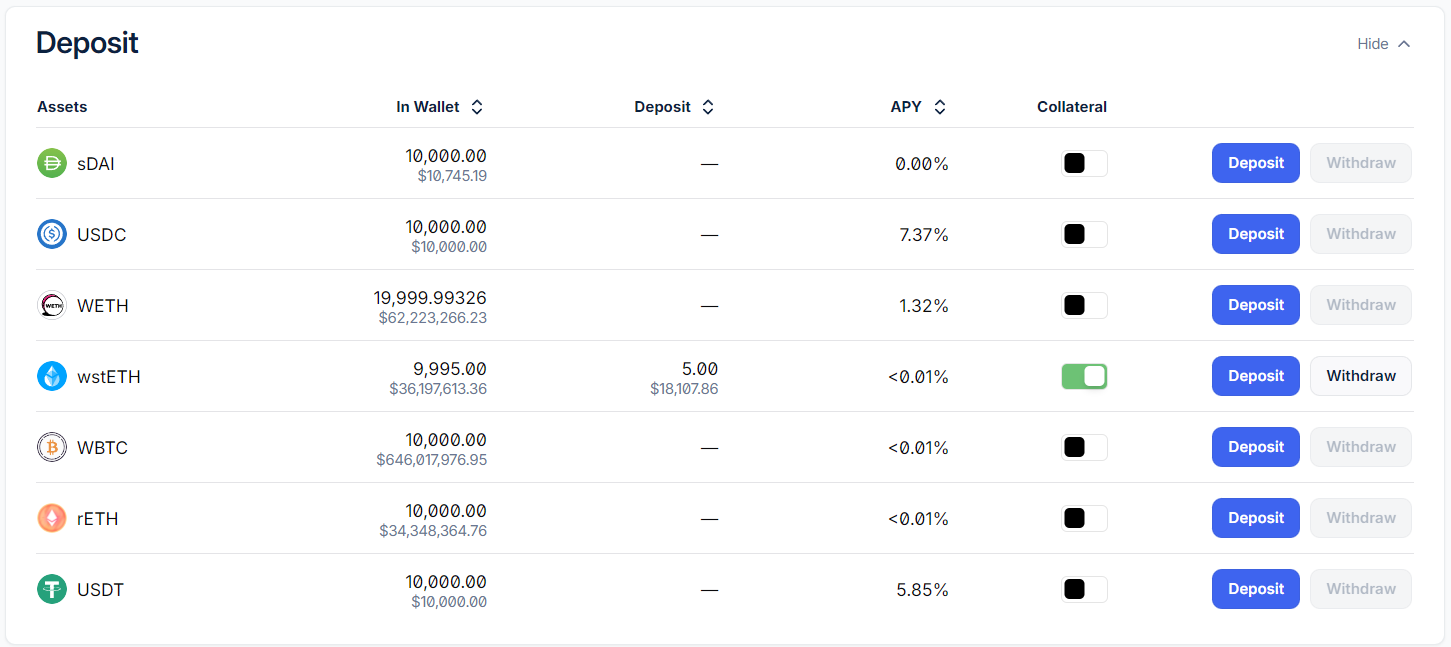 Deposit
Hide
Assets In Wallet Deposit APY Collateral
10,000.00
sDAI — 0.00% Deposit Withdraw
$10,745.19
10,000.00
USDC — 7.37% Deposit Withdraw
$10,000.00
19,999.99326
WETH WETH — 1.32% Deposit Withdraw
$62,223,266.23
9,995.00 5.00
wstETH <0.01% Deposit Withdraw
$36,197,613.36 $18,107.86
10,000.00
WBTC — <0.01% Deposit Withdraw
$646,017,976.95
10,000.00
rETH — <0.01% Deposit Withdraw
$34,348,364.76
10,000.00
USDT — 5.85% Deposit Withdraw
$10,000.00